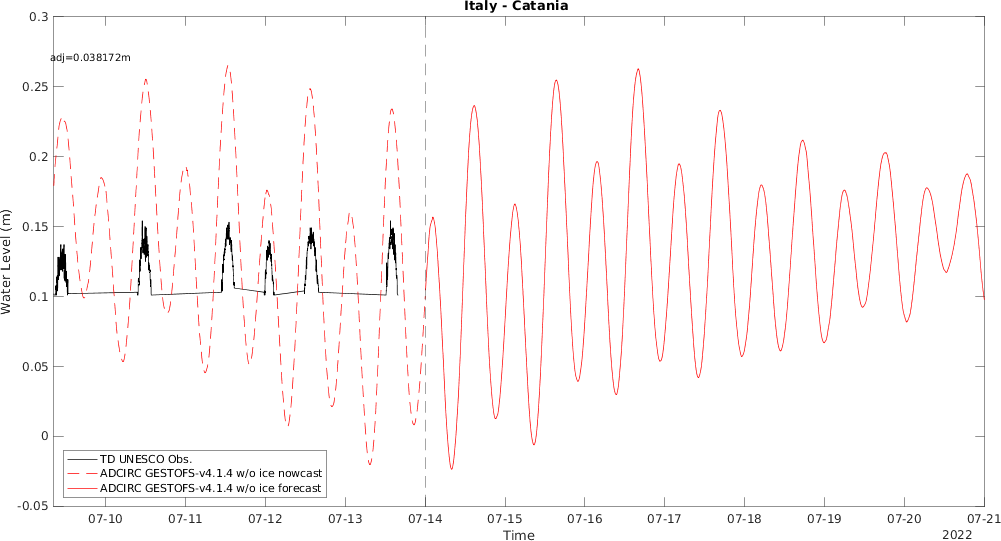 Italy - Catania
adj=0.038172m
Water Level (m)
0.3
0.25
0.2
0.15
0.1
0.05
0
-0.05
TD UNESCO Obs.
ADCIRC GESTOFS-v4.1.4 w/o ice nowcast
ADCIRC GESTOFS-v4.1.4 w/o ice forecast
07-10 07-11 07-12 07-13 07-14 07-15 07-16 07-17 07-18 07-19 07-20 07-21
Time
2022